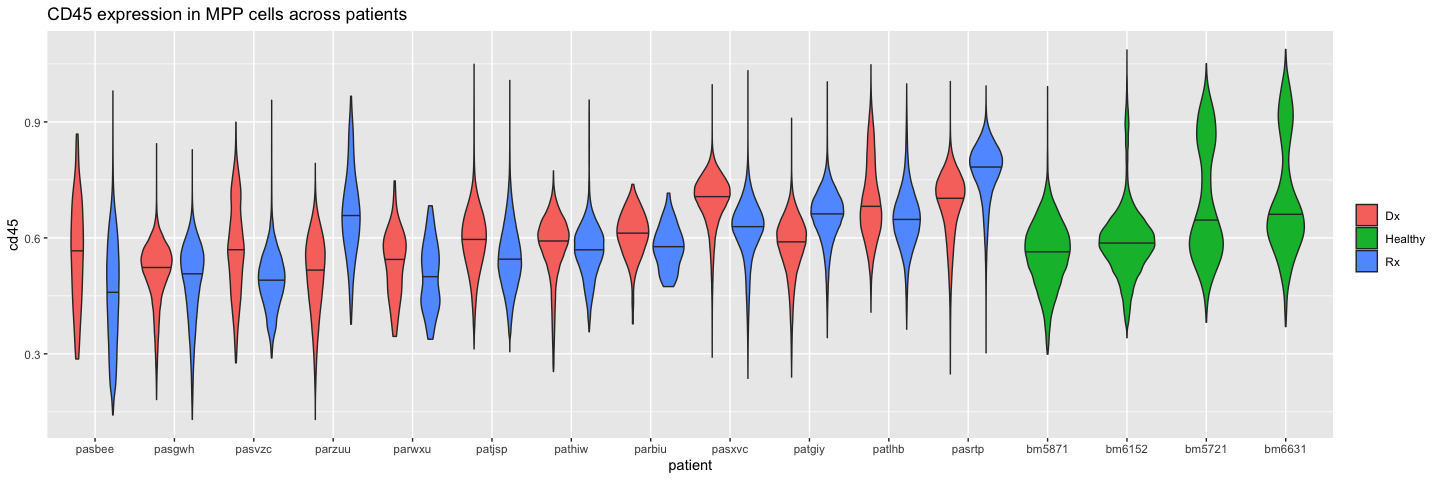 CD45 expression in MPP cells across patients
cd45
0.9
0.6
0.3
pasbee pasgwh pasvzc parzuu parwxu patjsp pathiw parbiu pasxvc patgiy patlhb pasrtp bm5871 bm6152 bm5721 bm6631
patient
Dx
Healthy
Rx